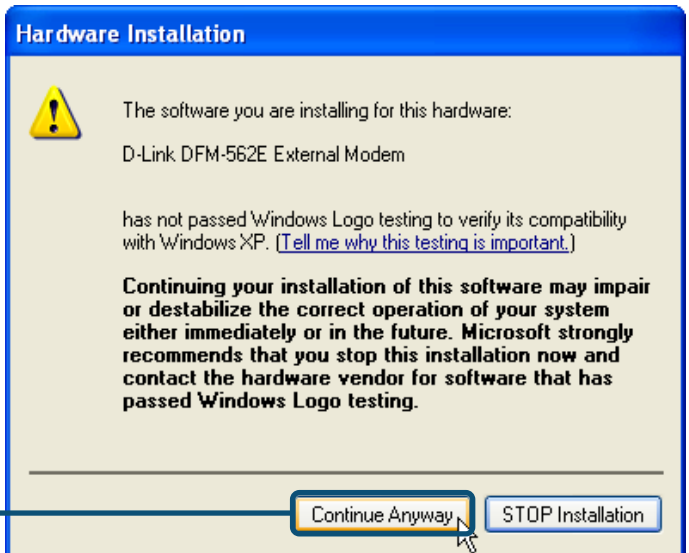 Hardware Installation
The software you are installing for this hardware:
D-Link DFM-562E External Modem
has not passed Windows Logo testing to verify its compatibility
with Windows XP. (Tell me why this testing is important.)
Continuing your installation of this software may impair
or destabilize the correct operation of your system
either immediately or in the future. Microsoft strongly
recommends that you stop this installation now and
contact the hardware vendor for software that has
passed Windows Logo testing.
Continue Anyway STOP Installation